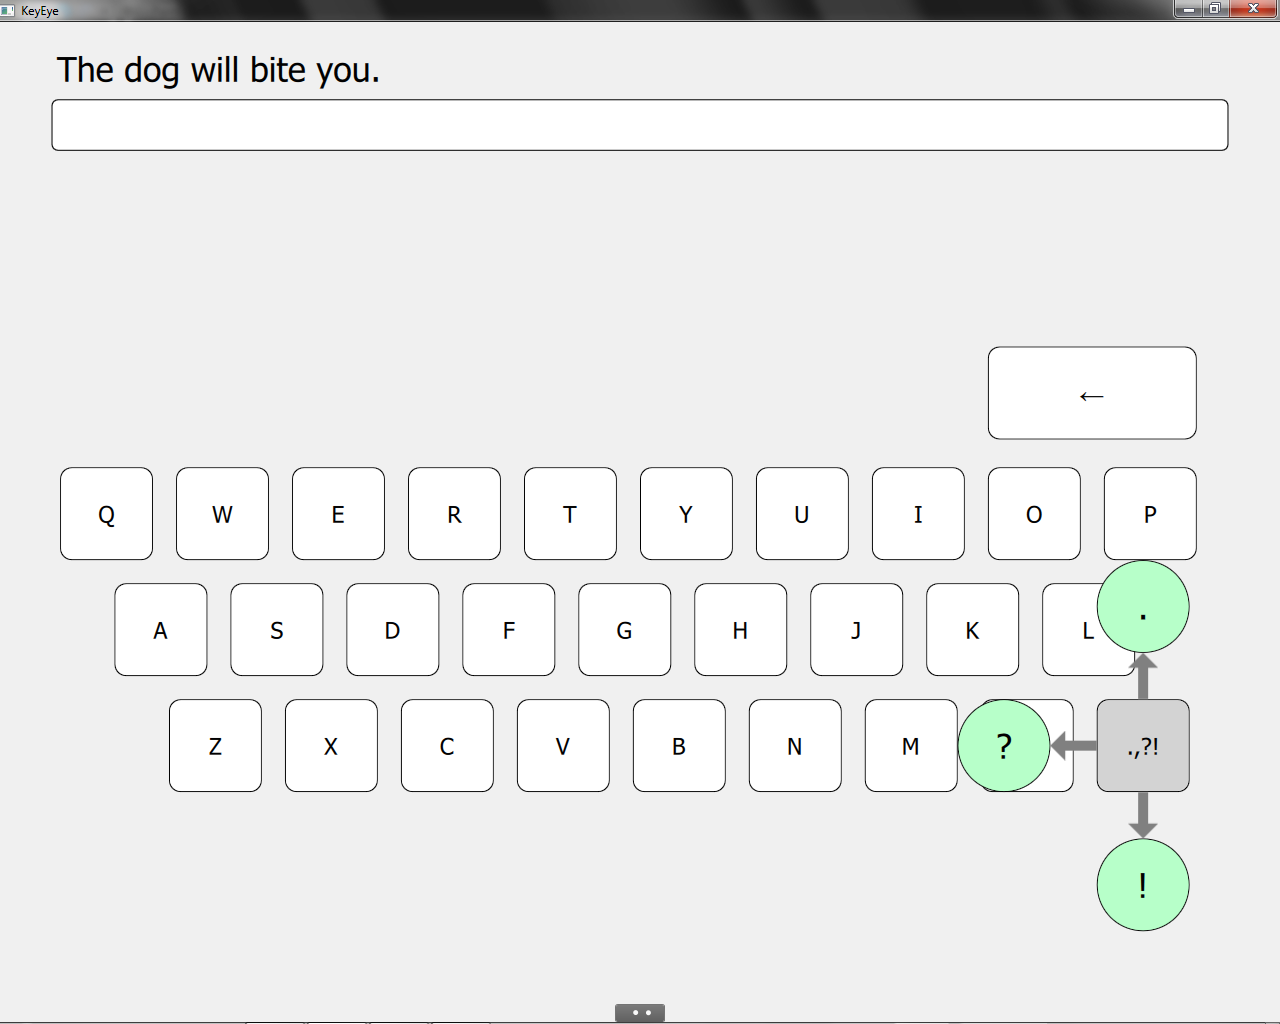 KeyEye
The dog will bite you.
←
Q W E R T Y U I O P
A S D F G H J K L .
Z X C V B N M ? .,?!
!